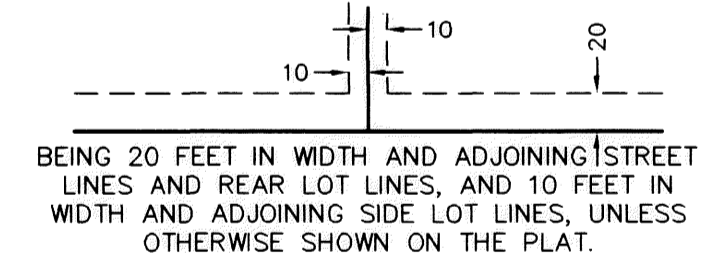 10
10
20
BEING 20 FEET IN WIDTH AND ADJOINING STREET
LINES AND REAR LOT LINES, AND 10 FEET IN
WIDTH AND ADJOINING SIDE LOT LINES, UNLESS
OTHERWISE SHOWN ON THE PLAT.